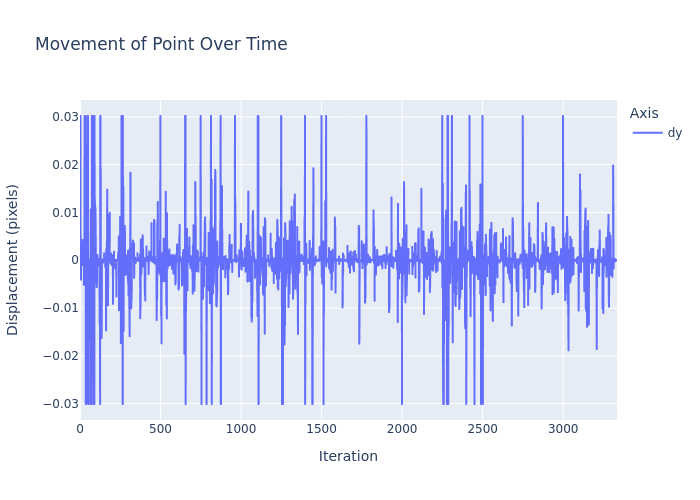 Movement of Point Over Time
Axis
dy
Displacement (pixels)
0.03
0.02
0.01
0
−0.01
−0.02
−0.03
0 500 1000 1500 2000 2500 3000
Iteration